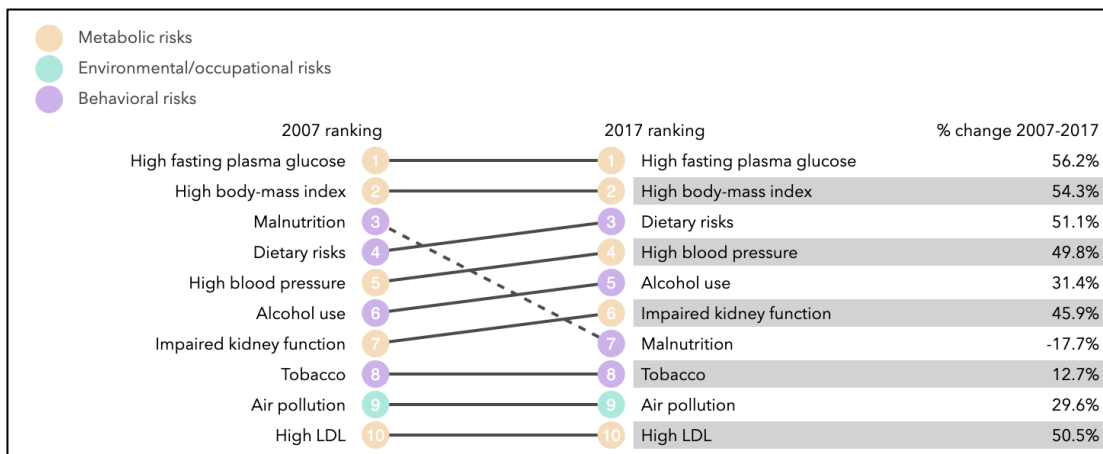 Metabolic risks
Environmental/occupational risks
Behavioral risks
2007 ranking 2017 ranking % change 2007-2017
High fasting plasma glucose 1 1 High fasting plasma glucose 56.2%
High body-mass index 2 2 High body-mass index 54.3%
Malnutrition 3 3 Dietary risks 51.1%
Dietary risks 4 4 High blood pressure 49.8%
High blood pressure 5 5 Alcohol use 31.4%
Alcohol use 6 6 Impaired kidney function 45.9%
Impaired kidney function 7 7 Malnutrition -17.7%
Tobacco 8 8 Tobacco 12.7%
Air pollution 9 9 Air pollution 29.6%
High LDL 10 10 High LDL 50.5%